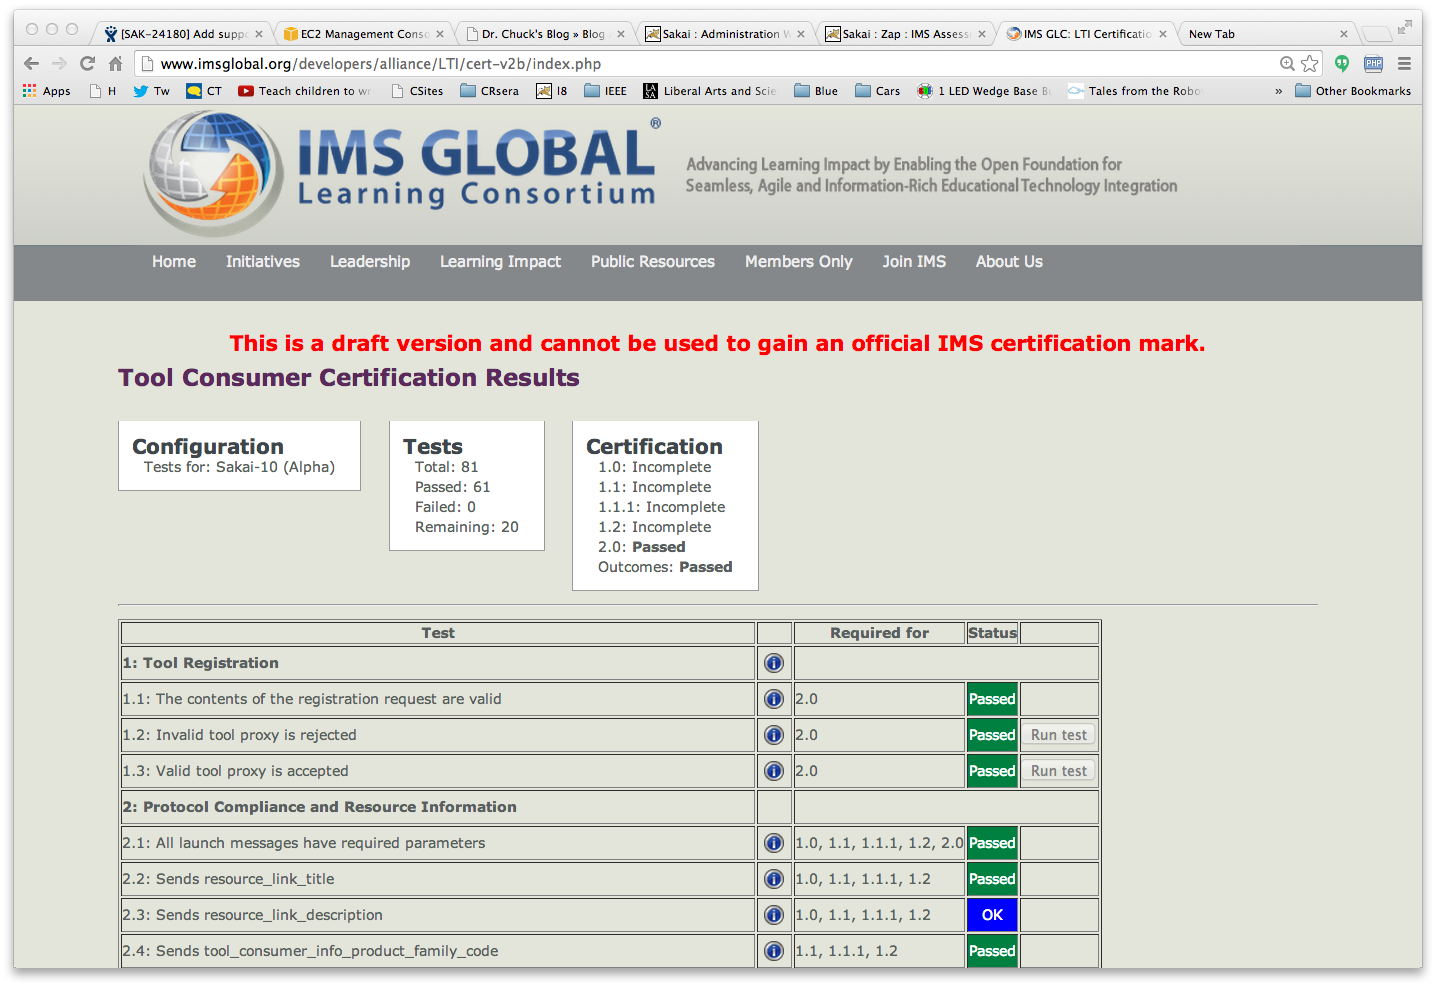 [SAK-24180] Add suppo
EC2 Management Conso
Dr. Chuck's Blog » Blog
Sakai : Administration W
Sakai : Zap : IMS Assess
IMS GLC: LTI Certificatio
New Tab
www.imsglobal.org/developers/alliance/LTI/cert-v2b/index.php
PHP
Apps
H
Tw
CT
Teach children to wr
CSites
CRsera
I8
IEEE
Liberal Arts and Scie
Blue
Cars
1 LED Wedge Base Bu
Tales from the Robo
»
Other Bookmarks
IMS GLOBAL®
Learning Consortium
Advancing Learning Impact by Enabling the Open Foundation for
Seamless, Agile and Information-Rich Educational Technology Integration
Home Initiatives Leadership Learning Impact Public Resources Members Only Join IMS About Us
This is a draft version and cannot be used to gain an official IMS certification mark.
Tool Consumer Certification Results
Configuration
Tests for: Sakai-10 (Alpha)
Tests
Total: 81
Passed: 61
Failed: 0
Remaining: 20
Certification
1.0: Incomplete
1.1: Incomplete
1.1.1: Incomplete
1.2: Incomplete
2.0: Passed
Outcomes: Passed
Test Required for Status
1: Tool Registration
1.1: The contents of the registration request are valid 2.0 Passed
1.2: Invalid tool proxy is rejected 2.0 Passed Run test
1.3: Valid tool proxy is accepted 2.0 Passed Run test
2: Protocol Compliance and Resource Information
2.1: All launch messages have required parameters 1.0, 1.1, 1.1.1, 1.2, 2.0 Passed
2.2: Sends resource_link_title 1.0, 1.1, 1.1.1, 1.2 Passed
2.3: Sends resource_link_description 1.0, 1.1, 1.1.1, 1.2 OK
2.4: Sends tool_consumer_info_product_family_code 1.1, 1.1.1, 1.2 Passed